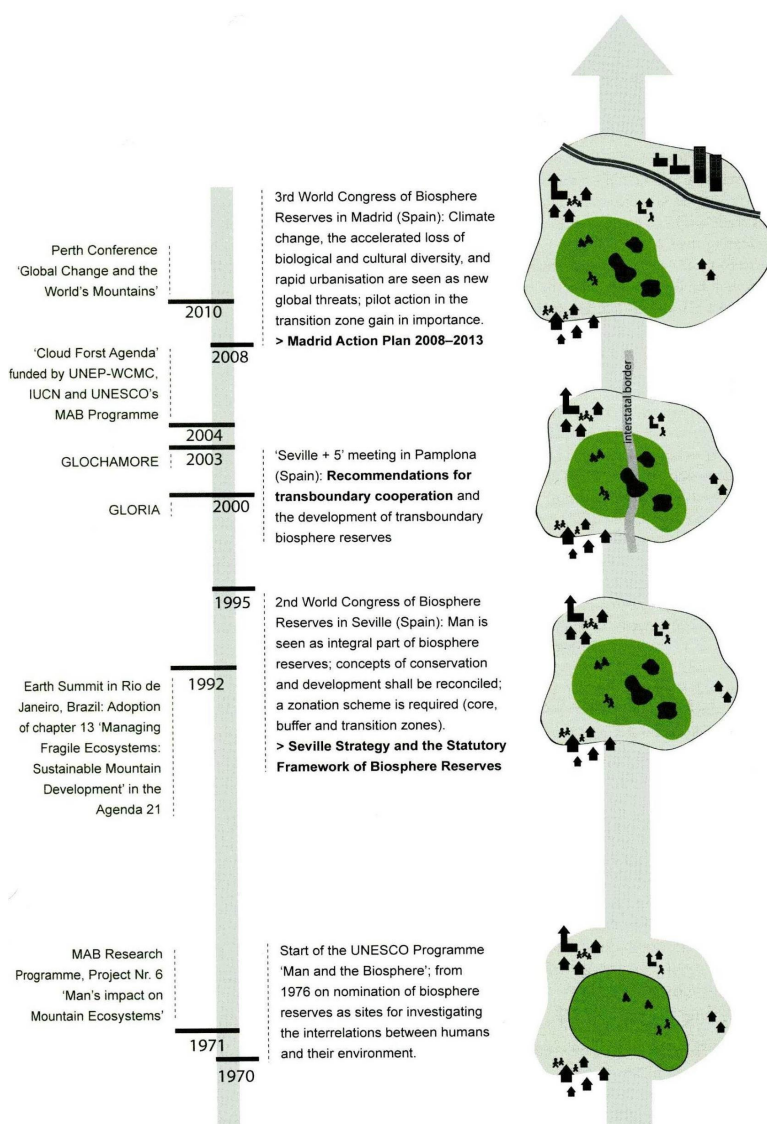 3rd World Congress of Biosphere
Reserves in Madrid (Spain): Climate
change, the accelerated loss of
biological and cultural diversity, and
rapid urbanisation are seen as new
global threats; pilot action in the
transition zone gain in importance.
> Madrid Action Plan 2008–2013
Perth Conference
'Global Change and the
World's Mountains'
2010
2008
'Cloud Forst Agenda'
funded by UNEP-WCMC,
IUCN and UNESCO's
MAB Programme
2004
GLOCHAMORE
2003
GLORIA
2000
'Seville + 5' meeting in Pamplona
(Spain): Recommendations for
transboundary cooperation and
the development of transboundary
biosphere reserves
interstatal border
1995
2nd World Congress of Biosphere
Reserves in Seville (Spain): Man is
seen as integral part of biosphere
reserves; concepts of conservation
and development shall be reconciled;
a zonation scheme is required (core,
buffer and transition zones).
> Seville Strategy and the Statutory
Framework of Biosphere Reserves
1992
Earth Summit in Rio de
Janeiro, Brazil: Adoption
of chapter 13 'Managing
Fragile Ecosystems:
Sustainable Mountain
Development' in the
Agenda 21
MAB Research
Programme, Project Nr. 6
'Man's impact on
Mountain Ecosystems'
1971
1970
Start of the UNESCO Programme
'Man and the Biosphere'; from
1976 on nomination of biosphere
reserves as sites for investigating
the interrelations between humans
and their environment.